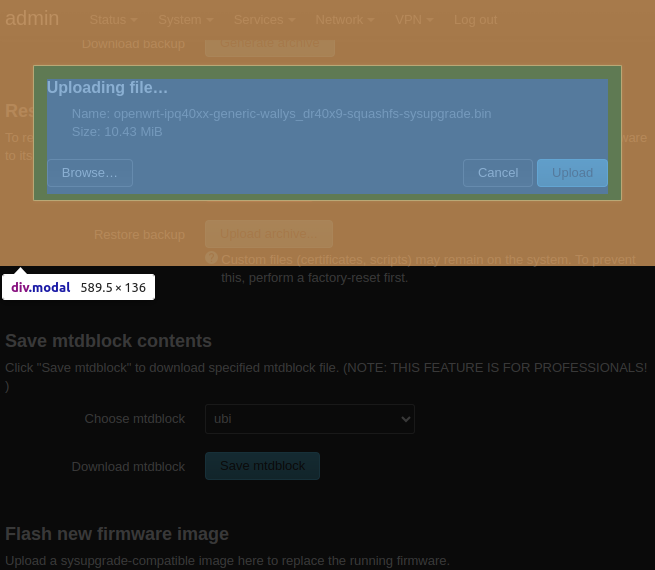 admin Status System Services Network VPN Log out
Download backup Generate archive
Uploading file…
Name: openwrt-ipq40xx-generic-wallys_dr40x9-squashfs-sysupgrade.bin
Size: 10.43 MiB
Res
To re
ware
to its
Browse… Cancel Upload
Restore backup Upload archive...
Custom files (certificates, scripts) may remain on the system. To prevent
this, perform a factory-reset first.
div.modal 589.5 × 136
Save mtdblock contents
Click "Save mtdblock" to download specified mtdblock file. (NOTE: THIS FEATURE IS FOR PROFESSIONALS!
)
Choose mtdblock ubi
Download mtdblock Save mtdblock
Flash new firmware image
Upload a sysupgrade-compatible image here to replace the running firmware.